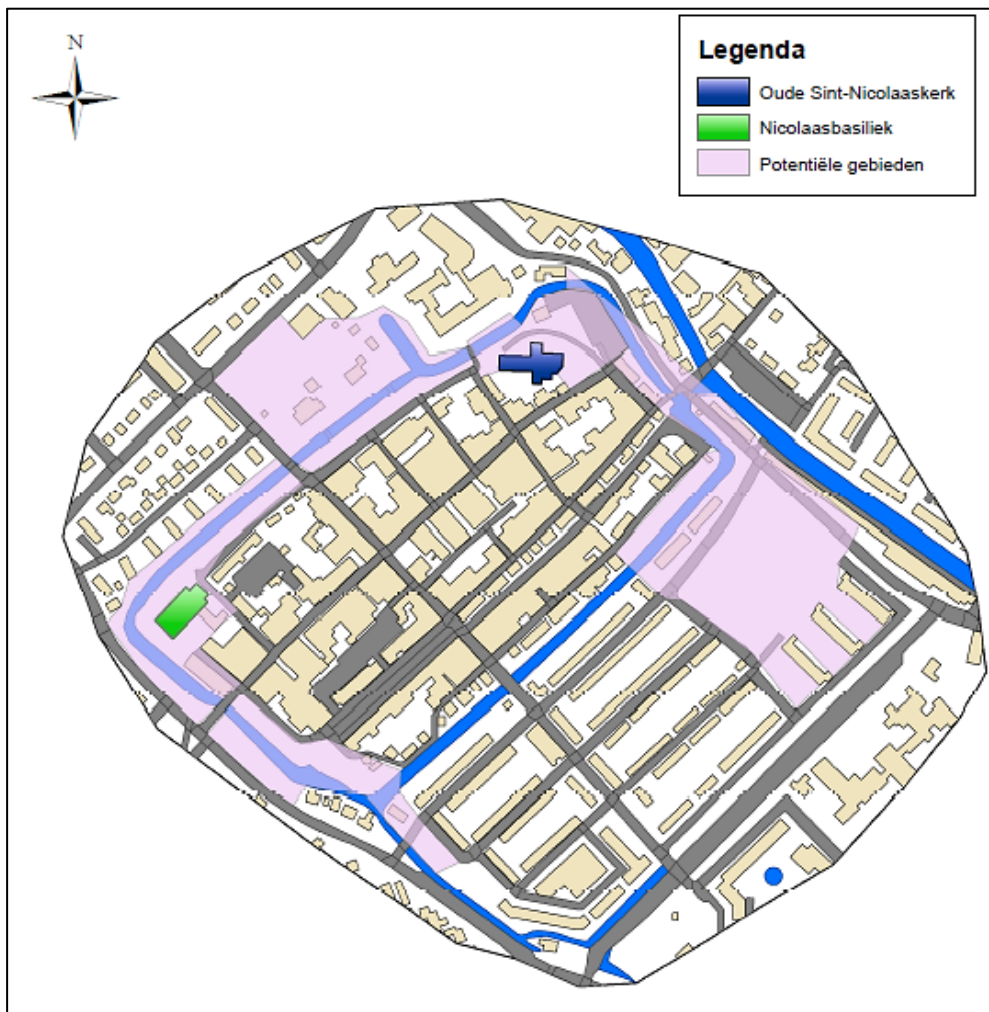 N
Legenda
Oude Sint-Nicolaaskerk
Nicolaasbasiliek
Potentiële gebieden